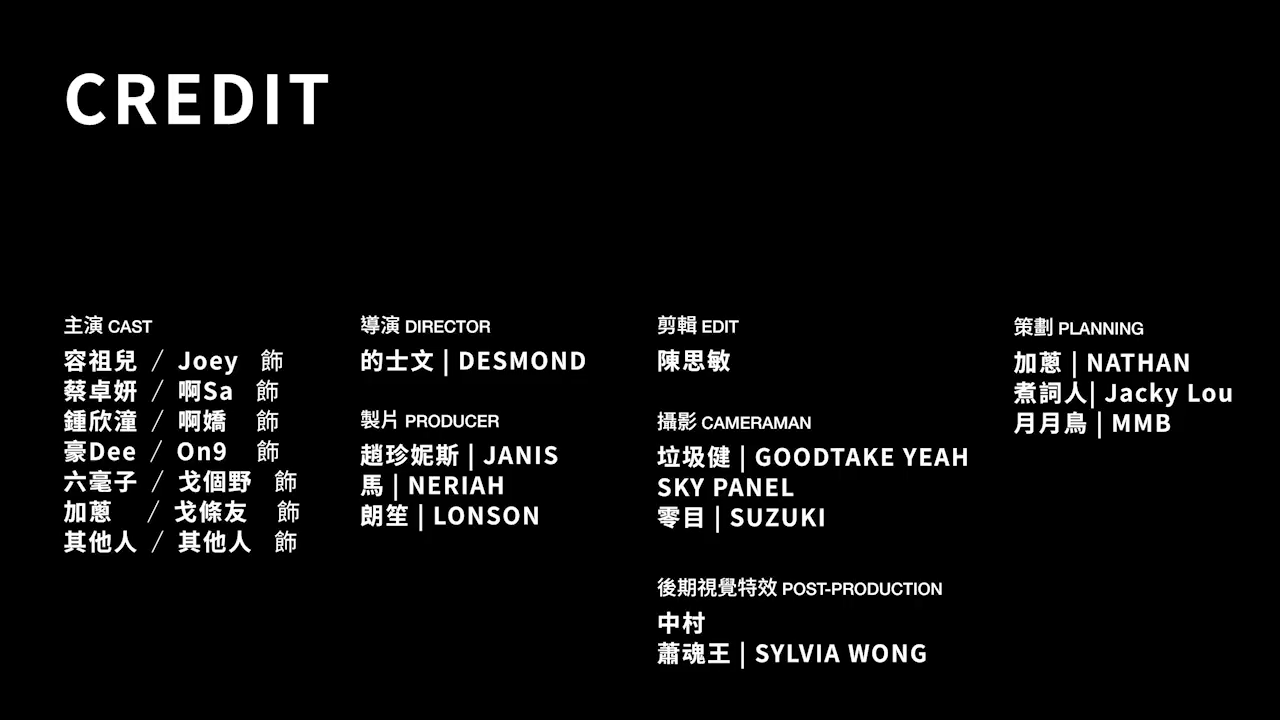 CREDIT
主演 CAST
容祖兒 / Joey 飾
蔡卓妍 / 啊Sa 飾
鍾欣潼 / 啊嬌 飾
豪Dee / On9 飾
六毫子 / 戈個野 飾
加蔥 / 戈條友 飾
其他人 / 其他人 飾
導演 DIRECTOR
的士文 | DESMOND
製片 PRODUCER
趙珍妮斯 | JANIS
馬 | NERIAH
朗笙 | LONSON
剪輯 EDIT
陳思敏
攝影 CAMERAMAN
垃圾健 | GOODTAKE YEAH
SKY PANEL
零目 | SUZUKI
後期視覺特效 POST-PRODUCTION
中村
蕭魂王 | SYLVIA WONG
策劃 PLANNING
加蔥 | NATHAN
煮詞人| Jacky Lou
月月鳥 | MMB